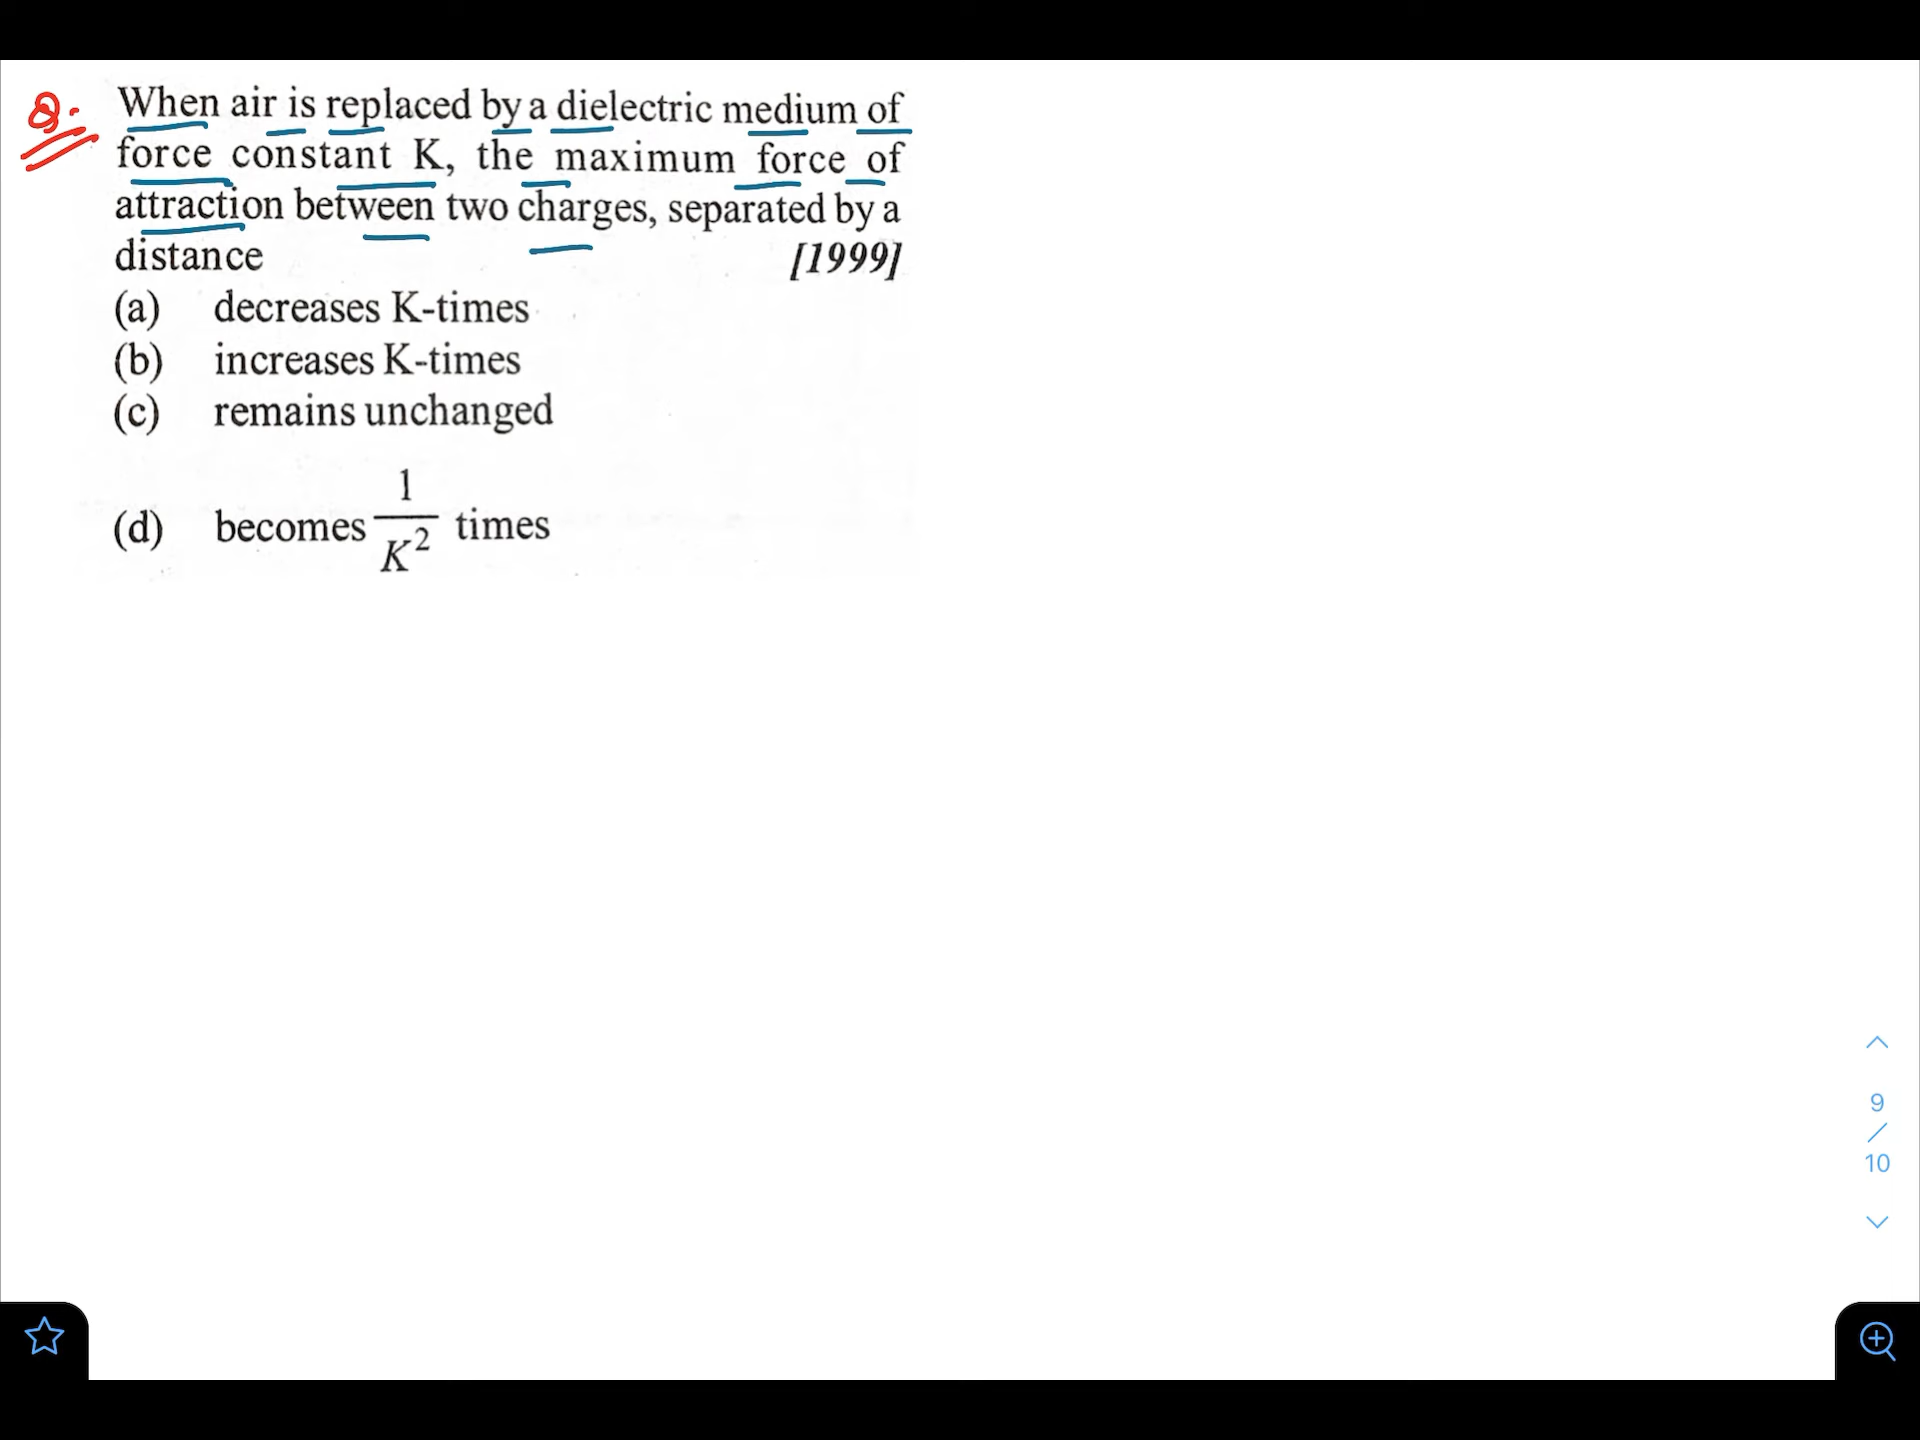 Q. When air is replaced by a dielectric medium of
force constant K, the maximum force of
attraction between two charges, separated by a
distance [1999]
(a) decreases K-times
(b) increases K-times
(c) remains unchanged
(d) becomes 1/K² times
9
/
10